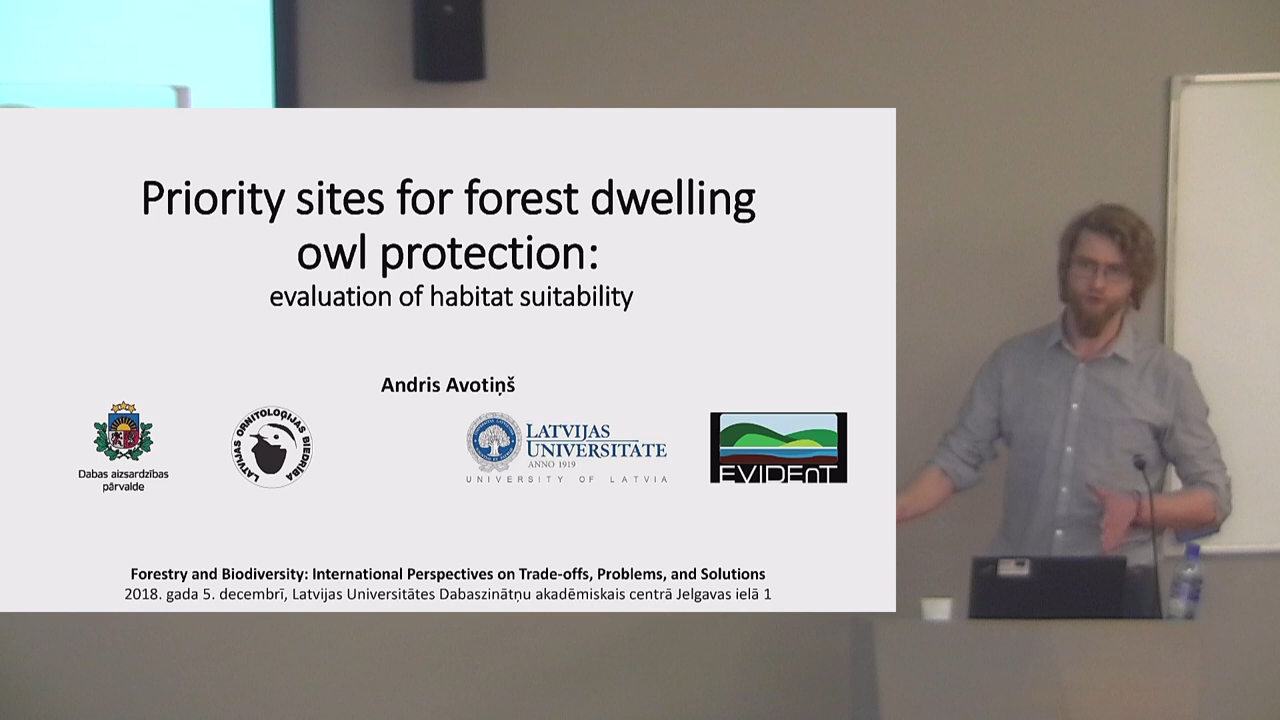 Priority sites for forest dwelling
owl protection:
evaluation of habitat suitability
Andris Avotiņš
Dabas aizsardzības
pārvalde
LATVIJAS ORNITOLOĢIJAS BIEDRĪBA
LATVIJAS
UNIVERSITĀTE
ANNO 1919
UNIVERSITY OF LATVIA
EVIDEnT
Forestry and Biodiversity: International Perspectives on Trade-offs, Problems, and Solutions
2018. gada 5. decembrī, Latvijas Universitātes Dabaszinātņu akadēmiskais centrā Jelgavas ielā 1